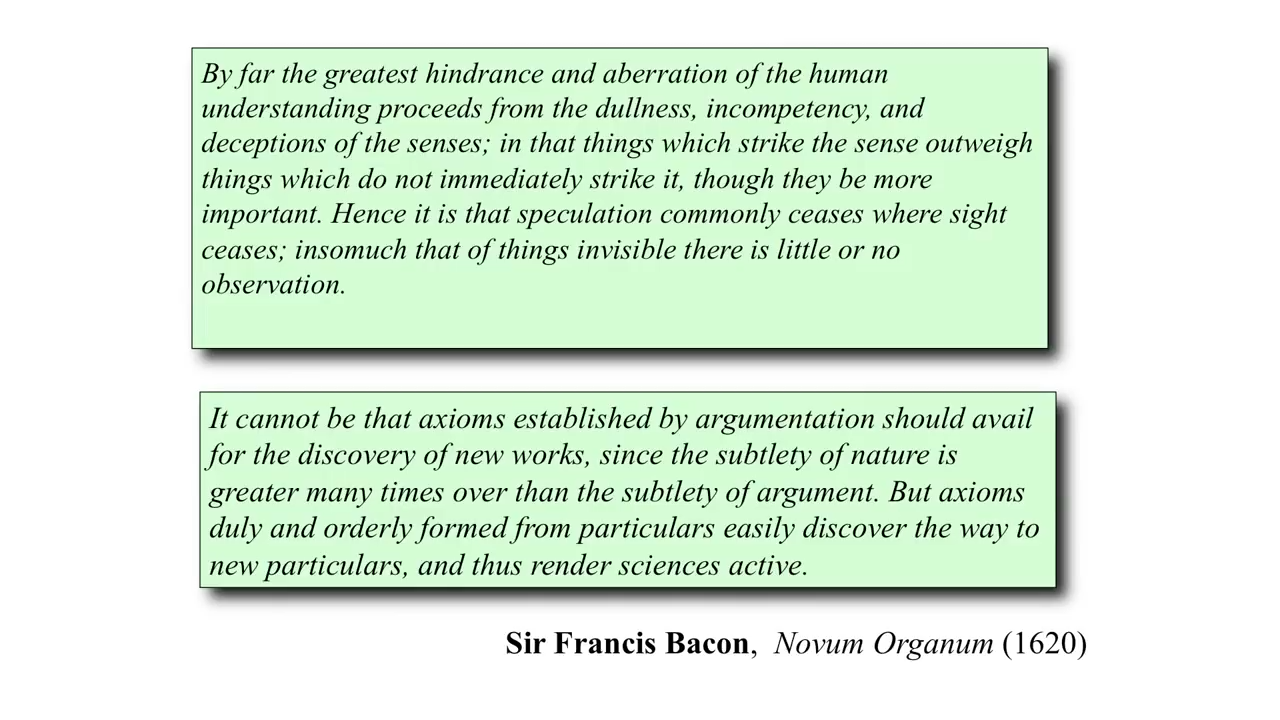 By far the greatest hindrance and aberration of the human
understanding proceeds from the dullness, incompetency, and
deceptions of the senses; in that things which strike the sense outweigh
things which do not immediately strike it, though they be more
important. Hence it is that speculation commonly ceases where sight
ceases; insomuch that of things invisible there is little or no
observation.
It cannot be that axioms established by argumentation should avail
for the discovery of new works, since the subtlety of nature is
greater many times over than the subtlety of argument. But axioms
duly and orderly formed from particulars easily discover the way to
new particulars, and thus render sciences active.
Sir Francis Bacon, Novum Organum (1620)